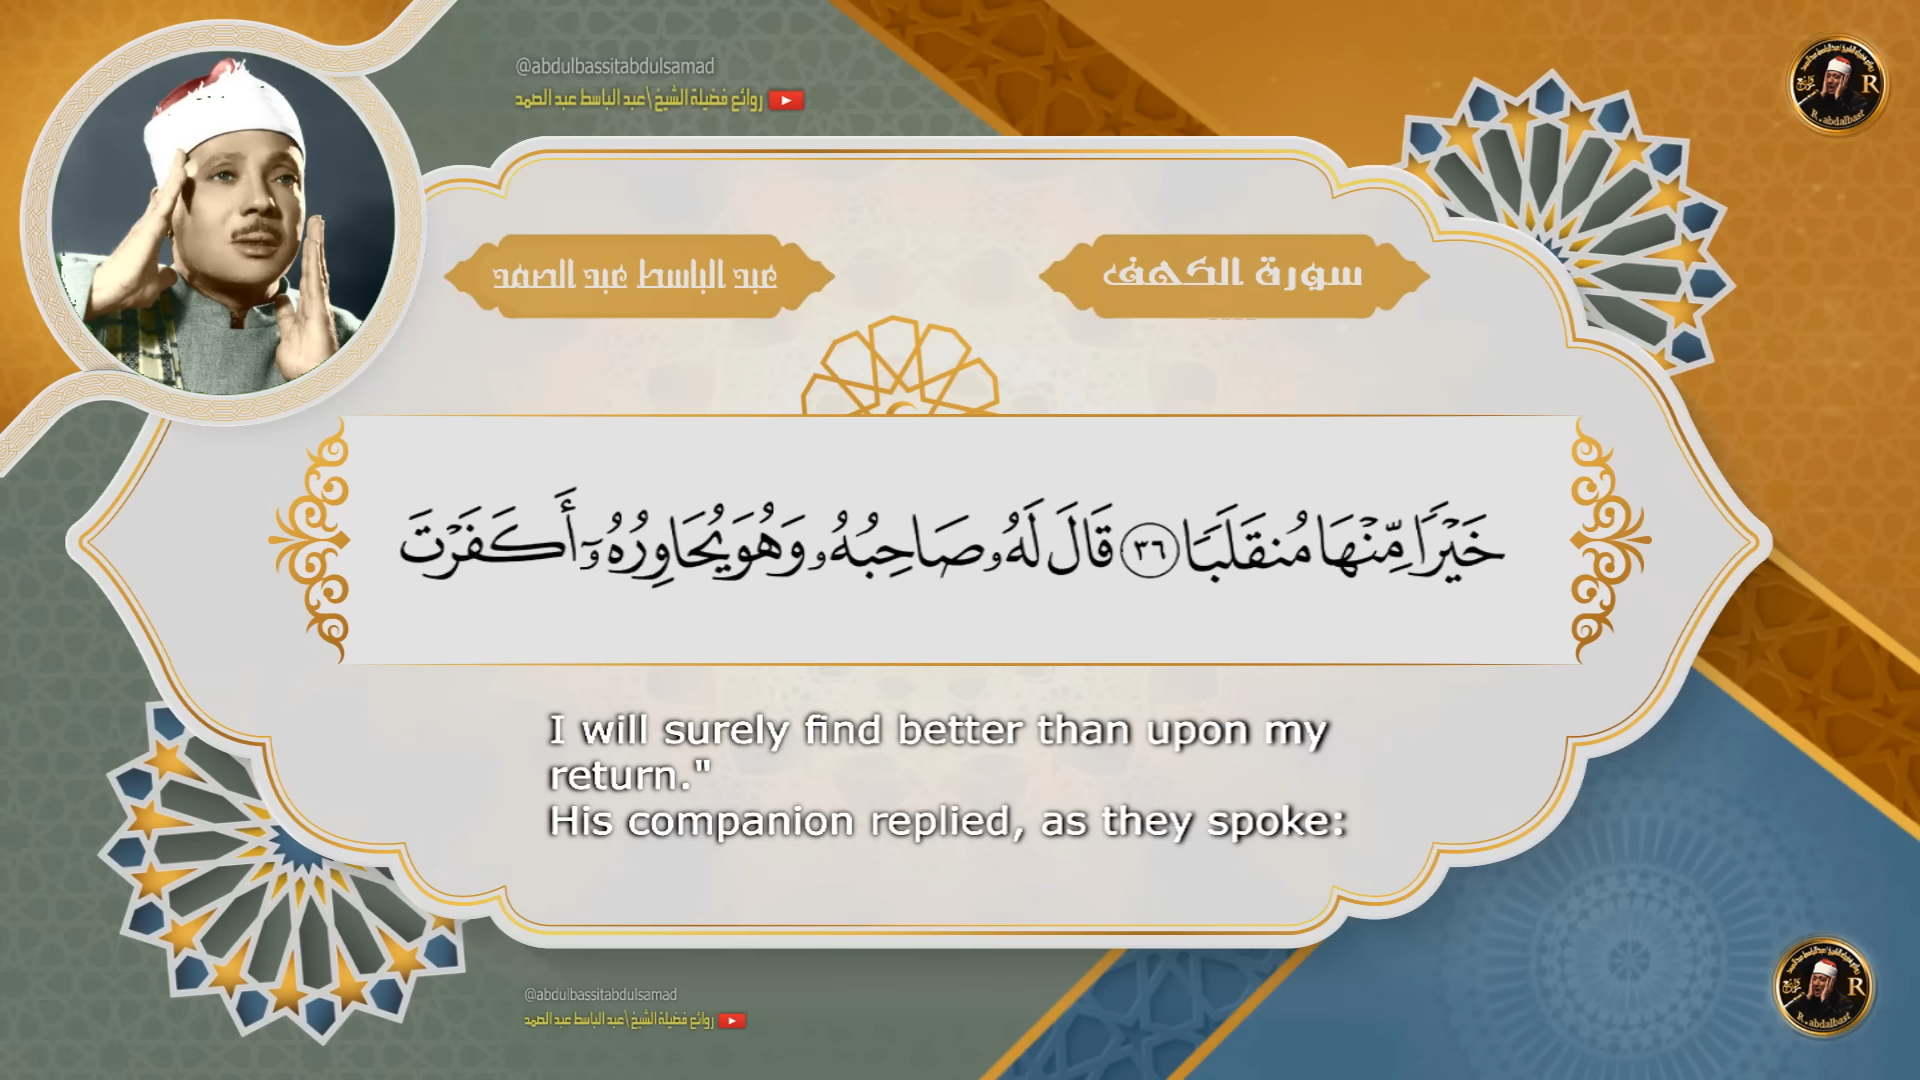 @abdulbassitabdulsamad
روائع فضيلة الشيخ \ عبد الباسط عبد الصمد
سورة الكهف
عبد الباسط عبد الصمد
خَيْرًا مِّنْهَا مُنقَلَبًا ٣٦ قَالَ لَهُۥ صَاحِبُهُۥ وَهُوَ يُحَاوِرُهُۥٓ أَكَفَرْتَ
I will surely find better than upon my
return."
His companion replied, as they spoke:
@abdulbassitabdulsamad
روائع فضيلة الشيخ \ عبد الباسط عبد الصمد
R
R.abdalbast
R
R.abdalbast